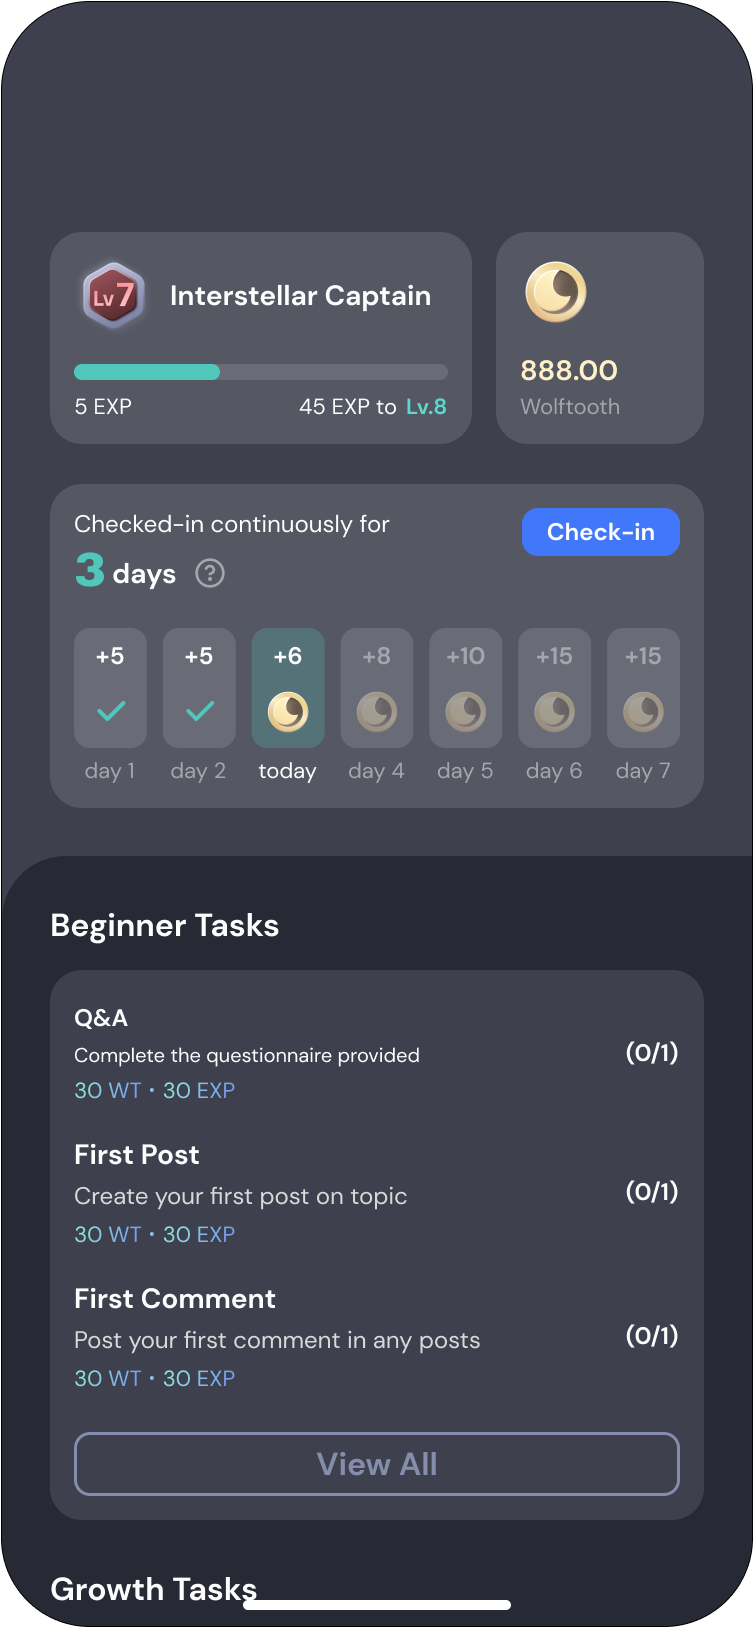 Lv 7
Interstellar Captain
5 EXP
45 EXP to Lv.8
888.00
Wolftooth
Checked-in continuously for
3 days ?
Check-in
+5 +5 +6 +8 +10 +15 +15
day 1 day 2 today day 4 day 5 day 6 day 7
Beginner Tasks
Q&A
Complete the questionnaire provided
(0/1)
30 WT · 30 EXP
First Post
Create your first post on topic
(0/1)
30 WT · 30 EXP
First Comment
Post your first comment in any posts
(0/1)
30 WT · 30 EXP
View All
Growth Tasks